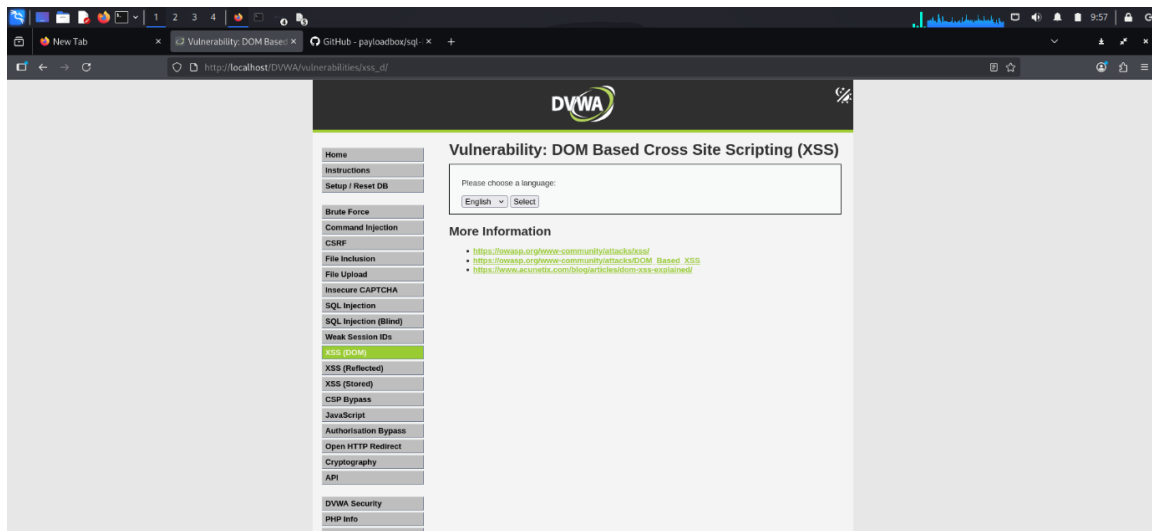 1 2 3 4
9:57
New Tab
Vulnerability: DOM Based
GitHub - payloadbox/sql-
http://localhost/DVWA/vulnerabilities/xss_d/
DVWA
Home
Instructions
Setup / Reset DB
Brute Force
Command Injection
CSRF
File Inclusion
File Upload
Insecure CAPTCHA
SQL Injection
SQL Injection (Blind)
Weak Session IDs
XSS (DOM)
XSS (Reflected)
XSS (Stored)
CSP Bypass
JavaScript
Authorisation Bypass
Open HTTP Redirect
Cryptography
API
DVWA Security
PHP Info
Vulnerability: DOM Based Cross Site Scripting (XSS)
Please choose a language:
English Select
More Information
https://owasp.org/www-community/attacks/xss/
https://owasp.org/www-community/attacks/DOM_Based_XSS
https://www.acunetix.com/blog/articles/dom-xss-explained/